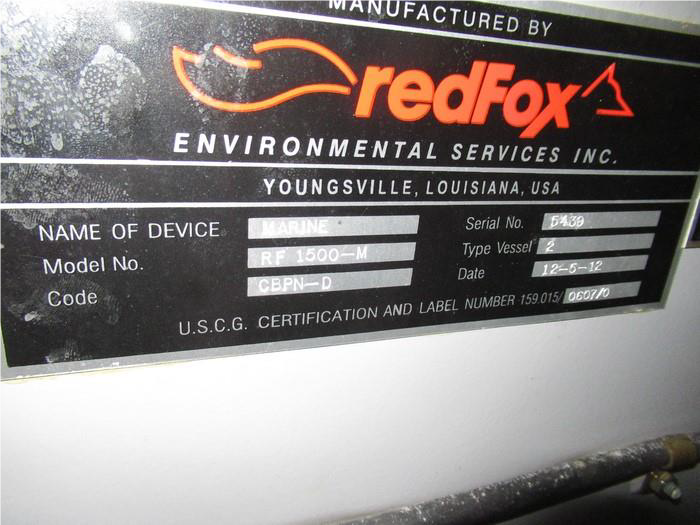 MANUFACTURED BY
redFox
ENVIRONMENTAL SERVICES INC.
YOUNGSVILLE, LOUISIANA, USA
NAME OF DEVICE MARINE Serial No. 5439
Model No. RF 1500-M Type Vessel 2
Code CBPN-D Date 12-5-12
U.S.C.G. CERTIFICATION AND LABEL NUMBER 159.015/ 0607/0